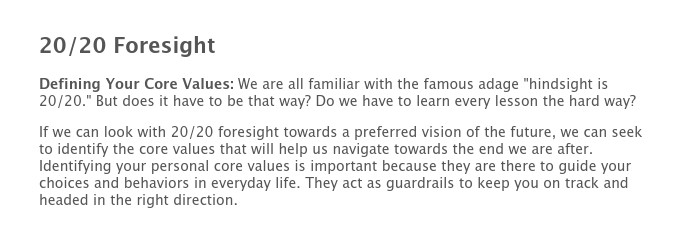 20/20 Foresight
Defining Your Core Values: We are all familiar with the famous adage "hindsight is
20/20." But does it have to be that way? Do we have to learn every lesson the hard way?
If we can look with 20/20 foresight towards a preferred vision of the future, we can seek
to identify the core values that will help us navigate towards the end we are after.
Identifying your personal core values is important because they are there to guide your
choices and behaviors in everyday life. They act as guardrails to keep you on track and
headed in the right direction.